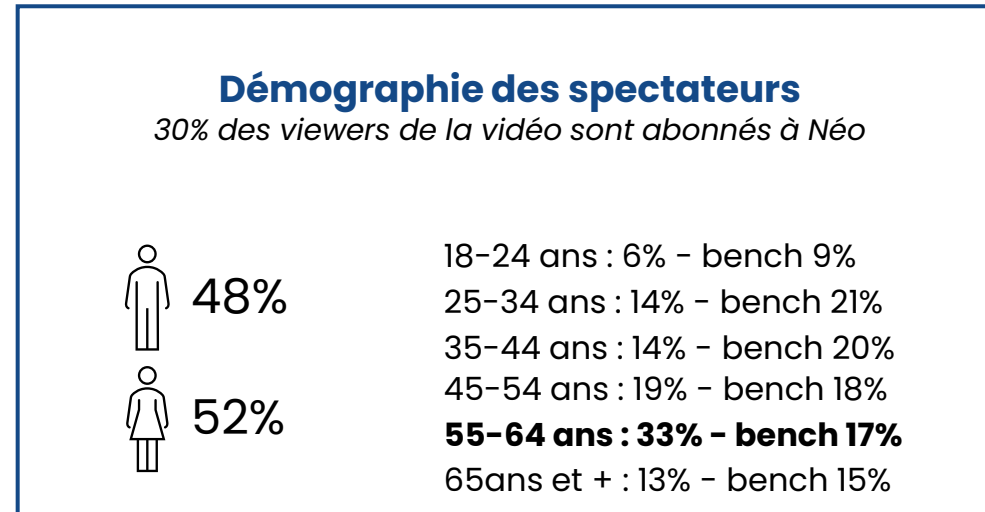 Démographie des spectateurs
30% des viewers de la vidéo sont abonnés à Néo
48%
52%
18-24 ans : 6% - bench 9%
25-34 ans : 14% - bench 21%
35-44 ans : 14% - bench 20%
45-54 ans : 19% - bench 18%
55-64 ans : 33% - bench 17%
65ans et + : 13% - bench 15%